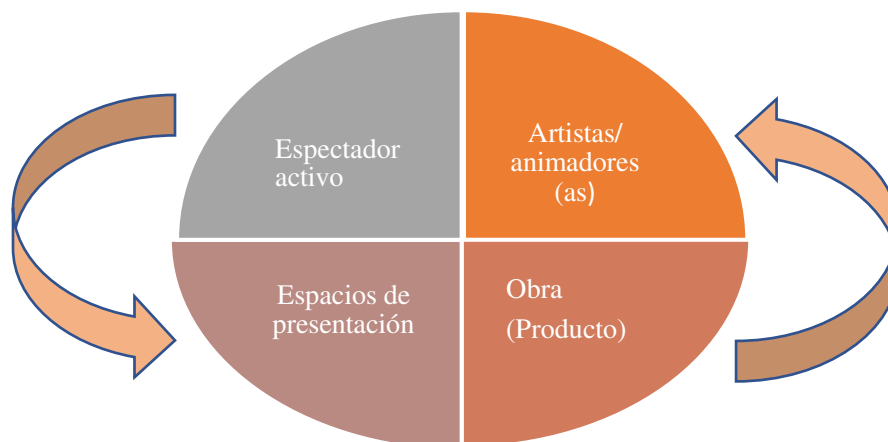 Espectador
activo
Artistas/
animadores
(as)
Espacios de
presentación
Obra
(Producto)